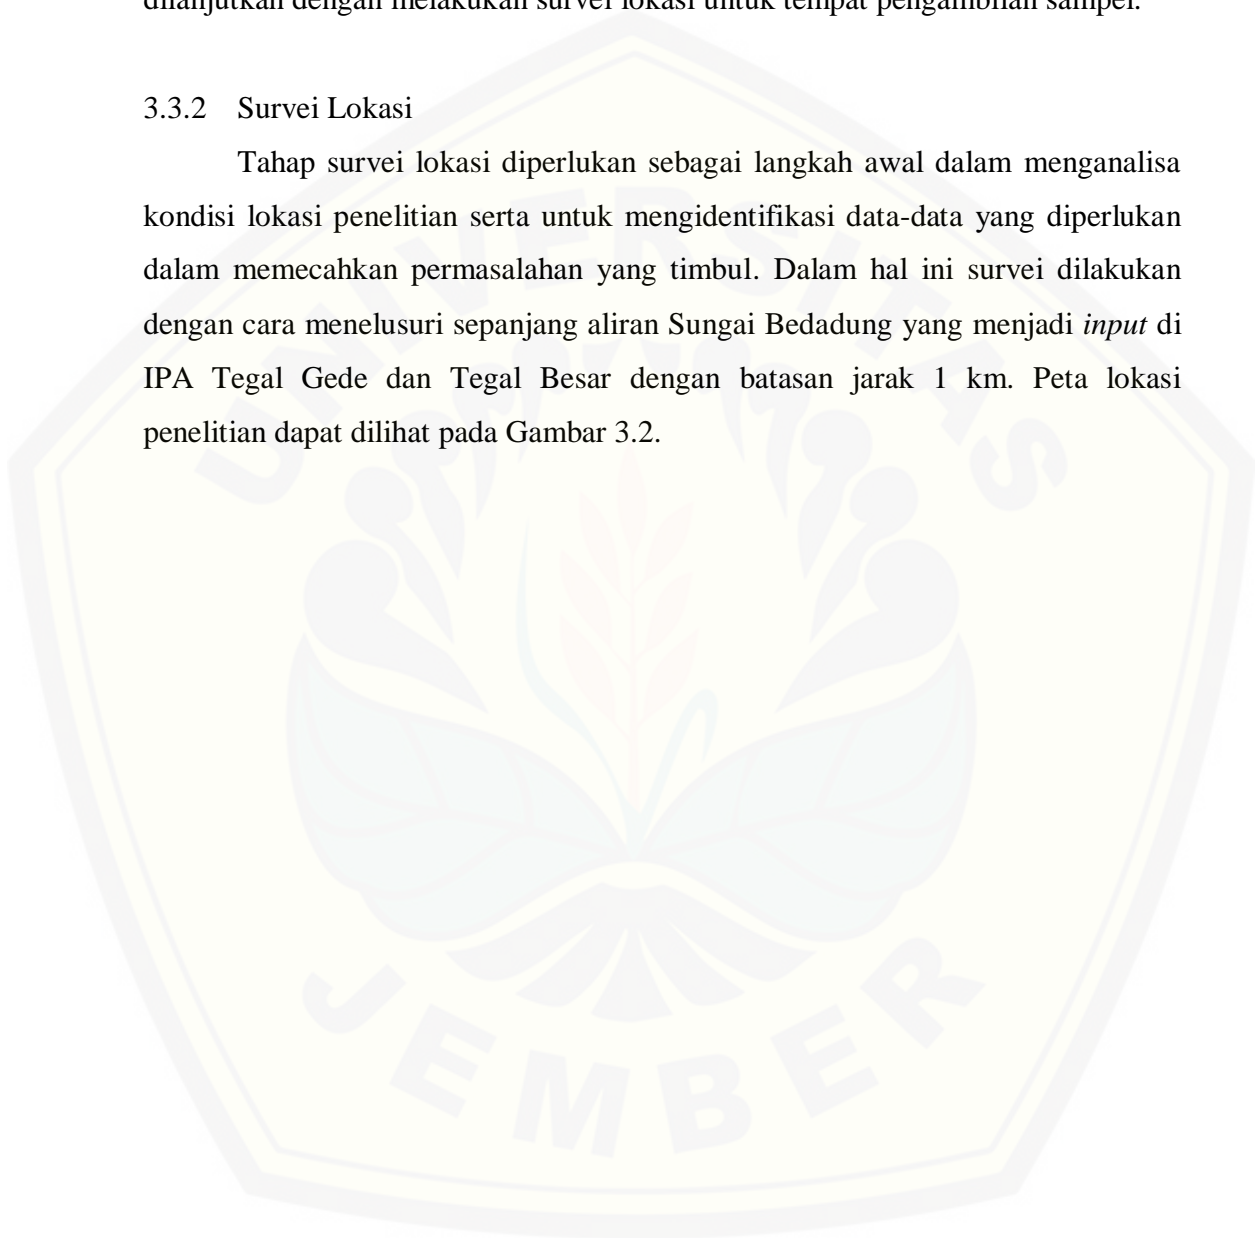 dilanjutkan dengan melakukan survei lokasi untuk tempat pengambilan sampel.
3.3.2 Survei Lokasi
Tahap survei lokasi diperlukan sebagai langkah awal dalam menganalisa
kondisi lokasi penelitian serta untuk mengidentifikasi data-data yang diperlukan
dalam memecahkan permasalahan yang timbul. Dalam hal ini survei dilakukan
dengan cara menelusuri sepanjang aliran Sungai Bedadung yang menjadi input di
IPA Tegal Gede dan Tegal Besar dengan batasan jarak 1 km. Peta lokasi
penelitian dapat dilihat pada Gambar 3.2.
UNIVERSITAS
JEMBER